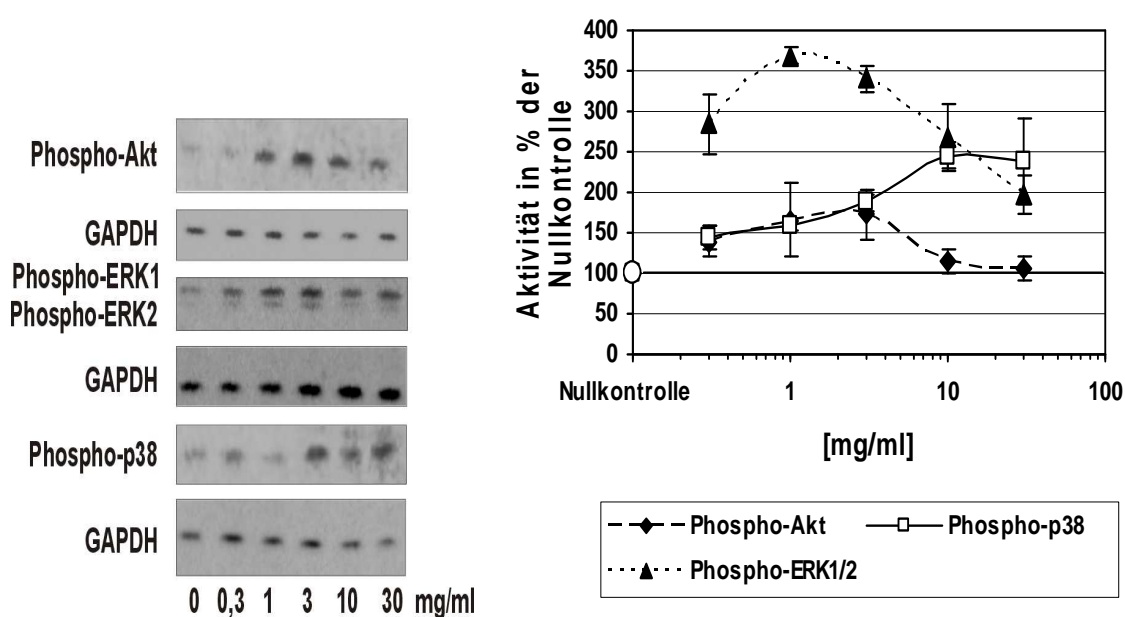 Phospho-Akt
GAPDH
Phospho-ERK1
Phospho-ERK2
GAPDH
Phospho-p38
GAPDH
0 0,3 1 3 10 30 mg/ml
Aktivität in % der
Nullkontrolle
400
350
300
250
200
150
100
50
0
Nullkontrolle 1 10 100
[mg/ml]
Phospho-Akt Phospho-p38
Phospho-ERK1/2